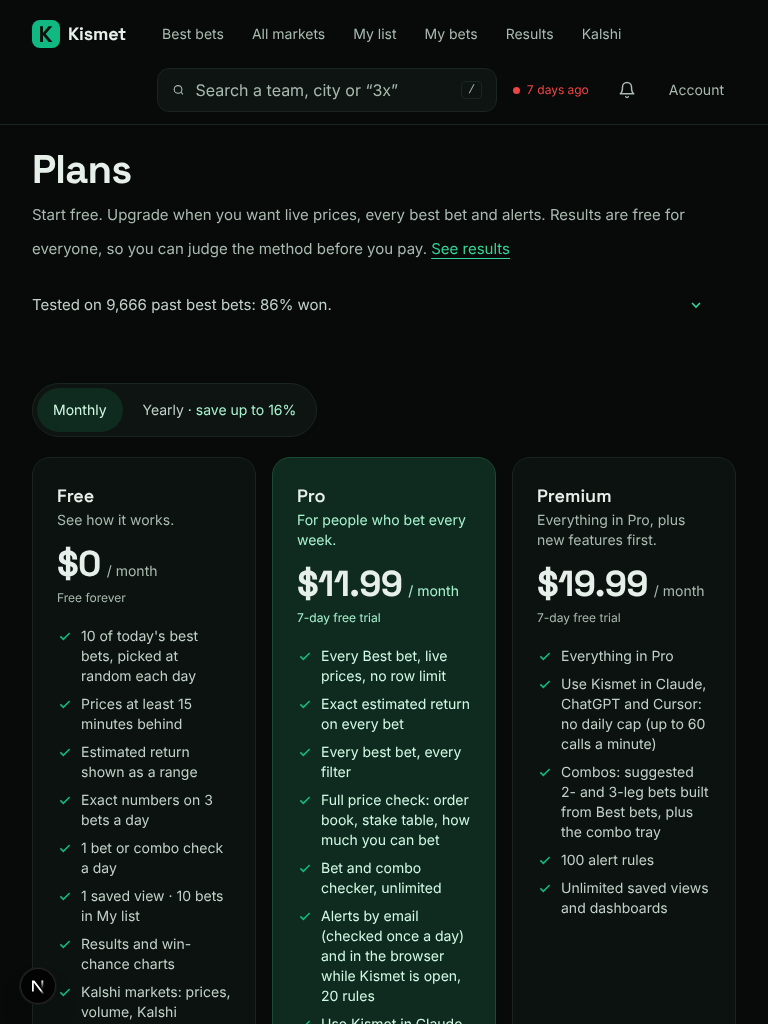 Kismet
Best bets
All markets
My list
My bets
Results
Kalshi
Search a team, city or “3x”
/
7 days ago
Account
Plans
Start free. Upgrade when you want live prices, every best bet and alerts. Results are free for
everyone, so you can judge the method before you pay. See results
Tested on 9,666 past best bets: 86% won.
Monthly
Yearly · save up to 16%
Free
See how it works.
$0 / month
Free forever
10 of today's best
bets, picked at
random each day
Prices at least 15
minutes behind
Estimated return
shown as a range
Exact numbers on 3
bets a day
1 bet or combo check
a day
1 saved view · 10 bets
in My list
Results and win-
chance charts
Kalshi markets: prices,
volume, Kalshi
Pro
For people who bet every
week.
$11.99 / month
7-day free trial
Every Best bet, live
prices, no row limit
Exact estimated return
on every bet
Every best bet, every
filter
Full price check: order
book, stake table, how
much you can bet
Bet and combo
checker, unlimited
Alerts by email
(checked once a day)
and in the browser
while Kismet is open,
20 rules
Use Kismet in Claude,
Premium
Everything in Pro, plus
new features first.
$19.99 / month
7-day free trial
Everything in Pro
Use Kismet in Claude,
ChatGPT and Cursor:
no daily cap (up to 60
calls a minute)
Combos: suggested
2- and 3-leg bets built
from Best bets, plus
the combo tray
100 alert rules
Unlimited saved views
and dashboards
N